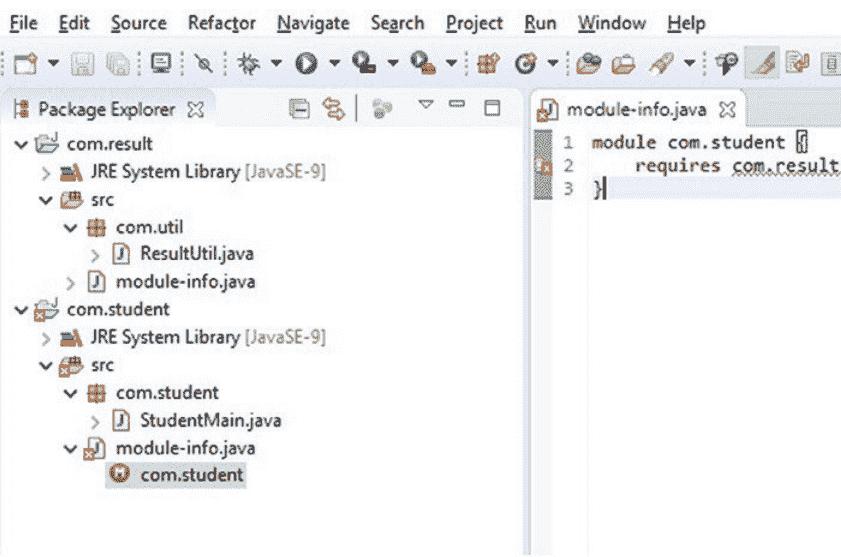 File Edit Source Refactor Navigate Search Project Run Window Help
Package Explorer
com.result
JRE System Library [JavaSE-9]
src
com.util
ResultUtil.java
module-info.java
com.student
JRE System Library [JavaSE-9]
src
com.student
StudentMain.java
module-info.java
com.student
module-info.java
1 module com.student {
2 requires com.result
3 }